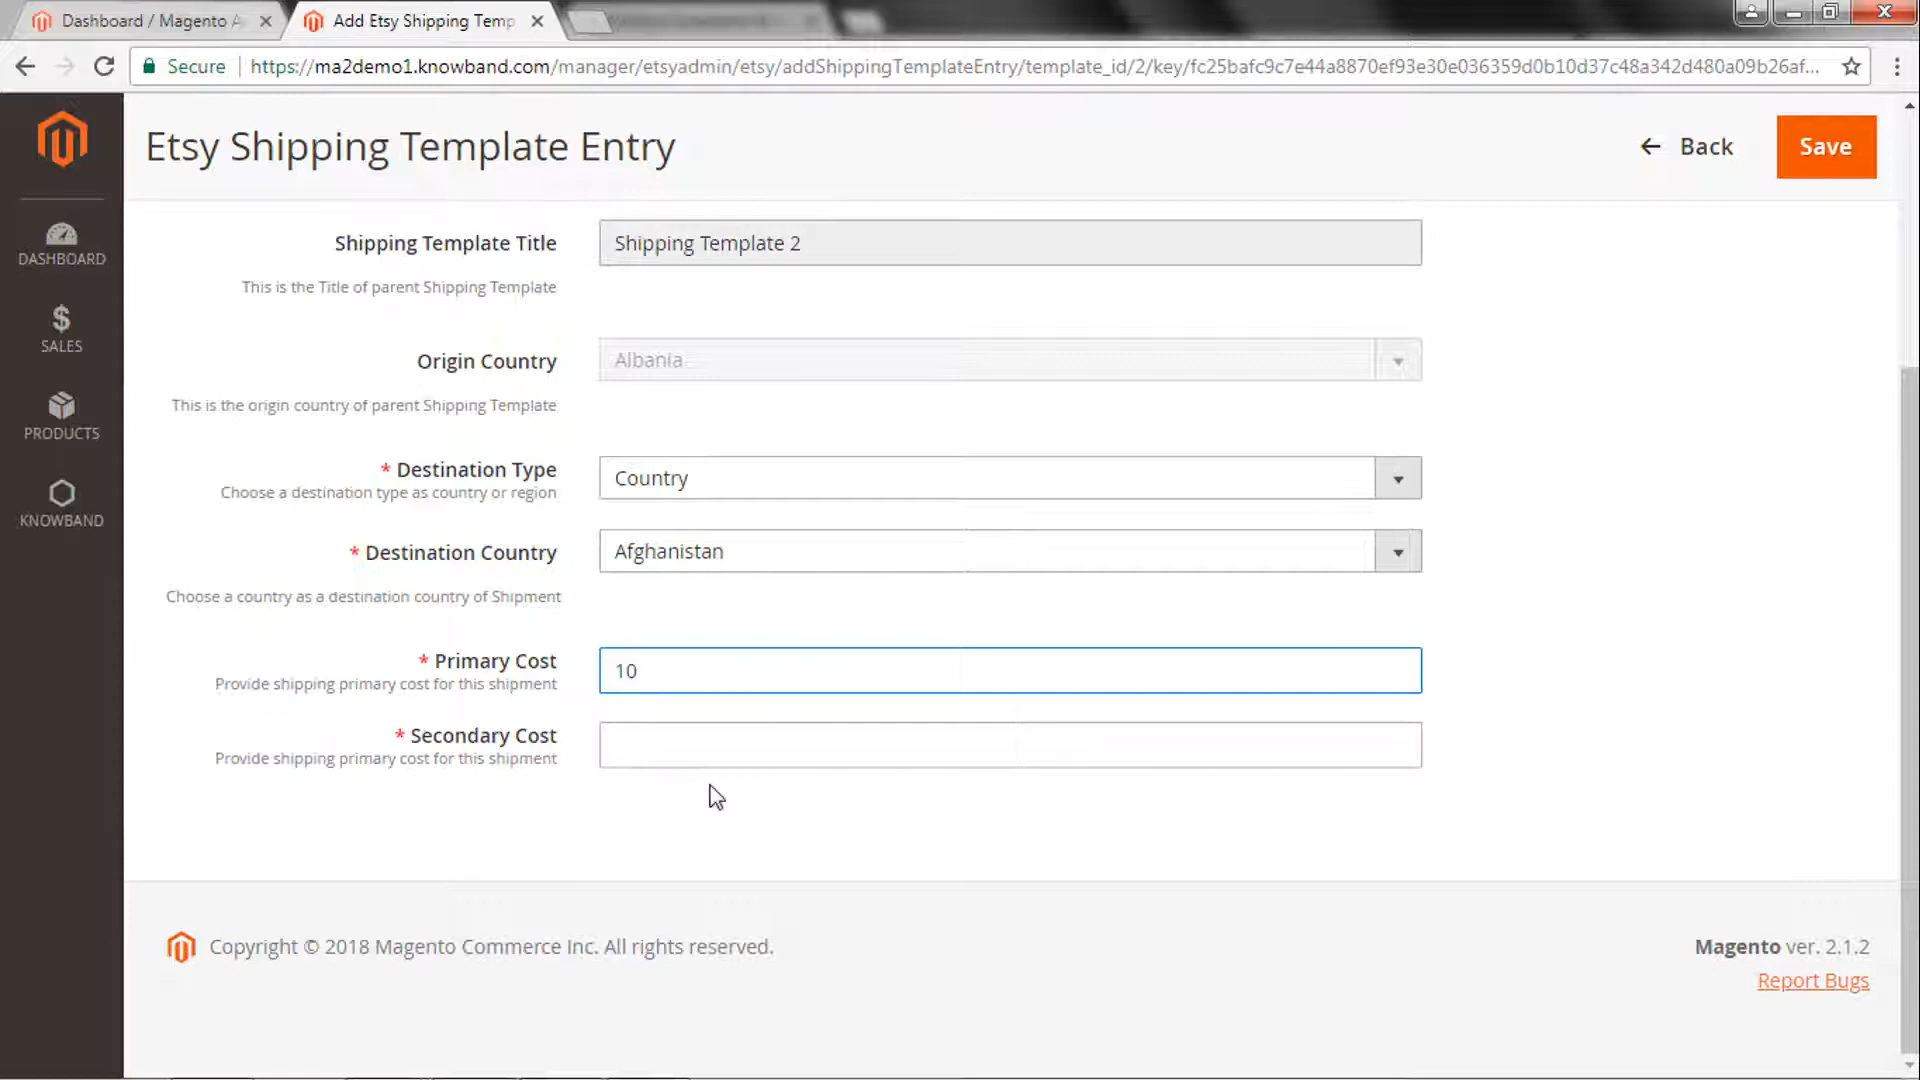 Dashboard / Magento A
Add Etsy Shipping Temp
Secure
https://ma2demo1.knowband.com/manager/etsyadmin/etsy/addShippingTemplateEntry/template_id/2/key/fc25bafc9c7e44a8870ef93e30e036359d0b10d37c48a342d480a09b26af...
Etsy Shipping Template Entry
Back
Save
DASHBOARD
SALES
PRODUCTS
KNOWBAND
Shipping Template Title
Shipping Template 2
This is the Title of parent Shipping Template
Origin Country
Albania
This is the origin country of parent Shipping Template
* Destination Type
Country
Choose a destination type as country or region
* Destination Country
Afghanistan
Choose a country as a destination country of Shipment
* Primary Cost
10
Provide shipping primary cost for this shipment
* Secondary Cost
Provide shipping primary cost for this shipment
Copyright © 2018 Magento Commerce Inc. All rights reserved.
Magento ver. 2.1.2
Report Bugs